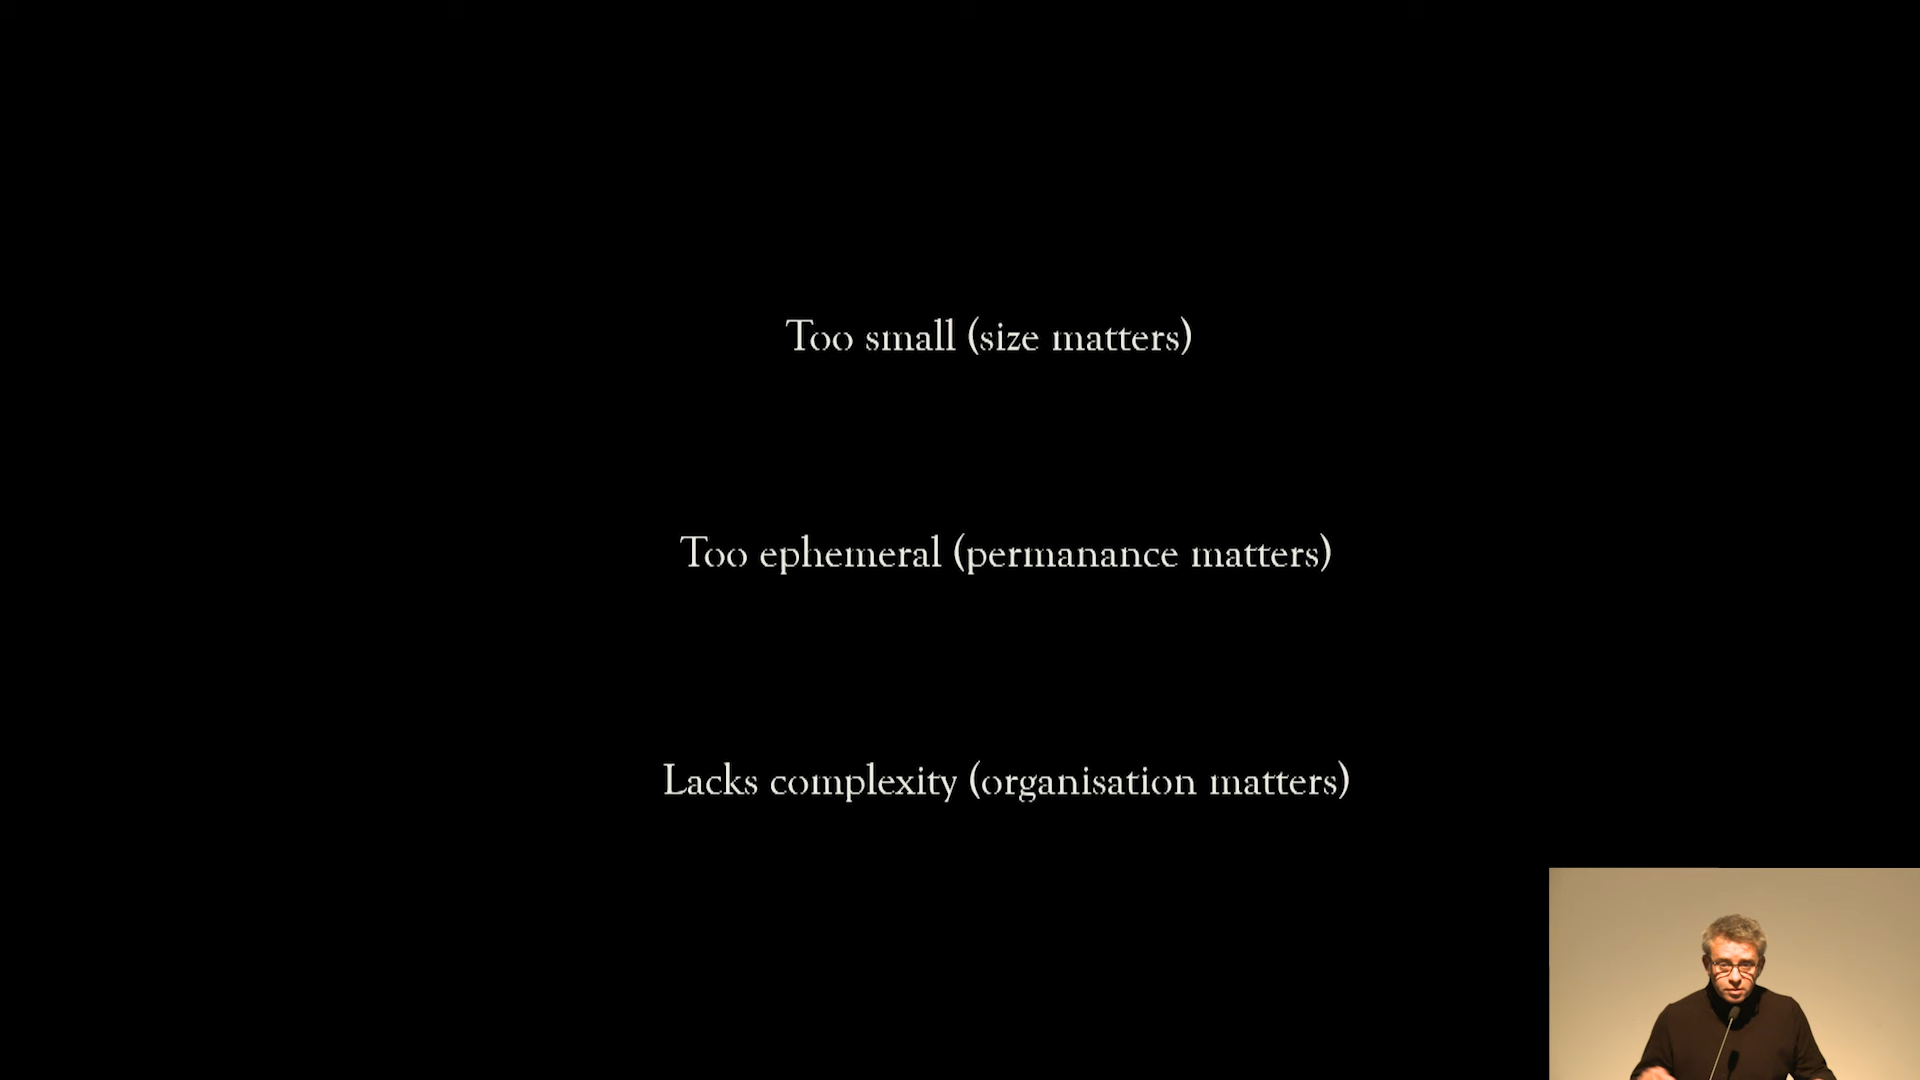 Too small (size matters)
Too ephemeral (permanance matters)
Lacks complexity (organisation matters)